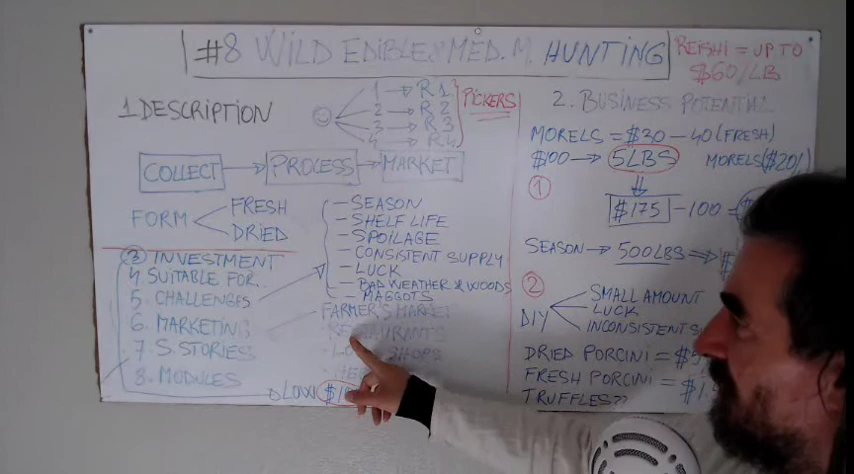 #8 WILD EDIBLE & MED. M. HUNTING
REISHI = UP TO
$60/LB
1. DESCRIPTION
1 → R 1
2 → R 2
3 → R 3
4 → R 4
PICKERS
COLLECT → PROCESS → MARKET
FORM
FRESH
DRIED
3 INVESTMENT
4 SUITABLE FOR..
5. CHALLENGES
6. MARKETING
7 S. STORIES
8. MODULES
- SEASON
- SHELF LIFE
- SPOILAGE
- CONSISTENT SUPPLY
- LUCK
- BAD WEATHER & WOODS
- MAGGOTS
FARMER'S MARKET
RESTAURANTS
SHOPS
LOW
2. BUSINESS POTENTIAL
MORELS = $30 - 40 (FRESH)
$100 → 5LBS MORELS ($20/
1
$175 - 100 =
SEASON → 500LBS ⇒
2
DIY
SMALL AMOUNT
LUCK
INCONSISTENT
DRIED PORCINI =
FRESH PORCINI =
TRUFFLES??